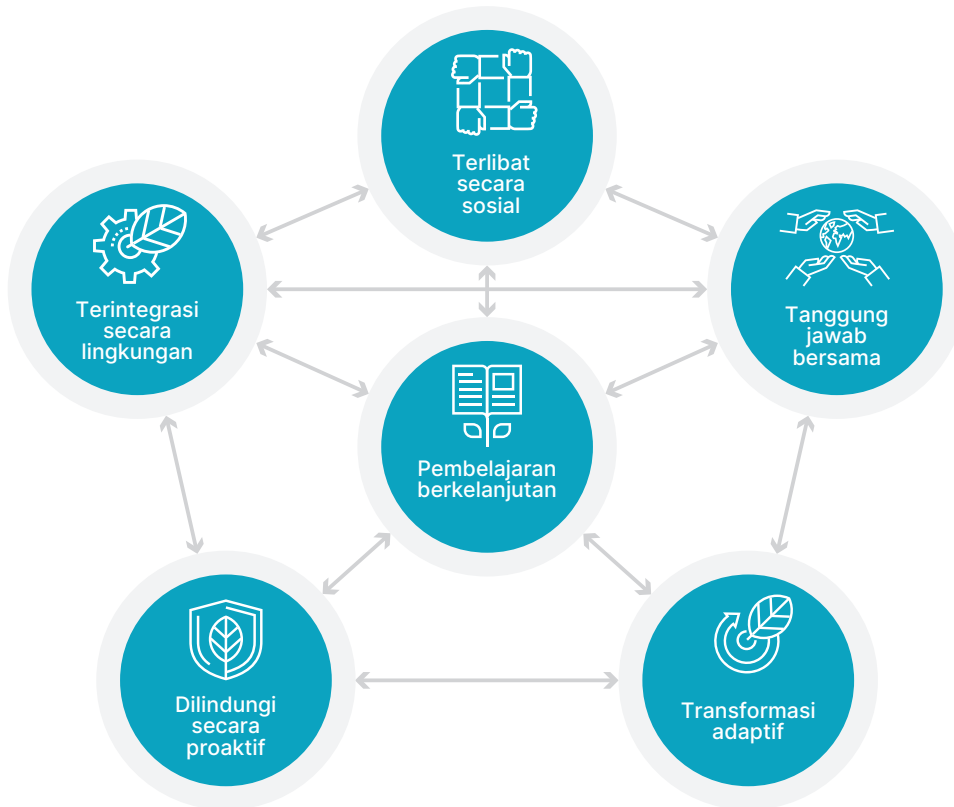 Terlibat
secara
sosial
Terintegrasi
secara
lingkungan
Tanggung
jawab
bersama
Pembelajaran
berkelanjutan
Dilindungi
secara
proaktif
Transformasi
adaptif